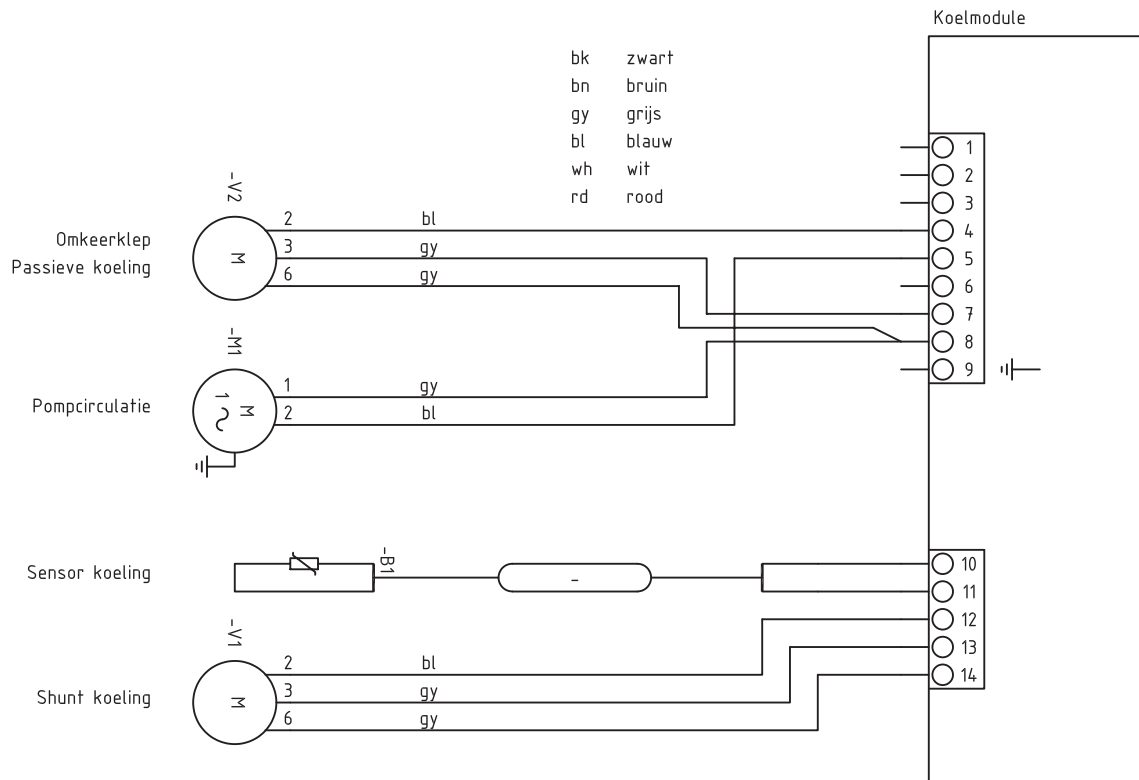 Koelmodule
bk zwart
bn bruin
gy grijs
bl blauw
wh wit
rd rood
1
2
3
4
5
6
7
8
9
-V2
Omkeerklep
Passieve koeling
M
2 bl
3 gy
6 gy
-M1
Pompcirculatie
M
1
1 gy
2 bl
Sensor koeling
-B1
-
10
11
12
13
14
-V1
Shunt koeling
M
2 bl
3 gy
6 gy